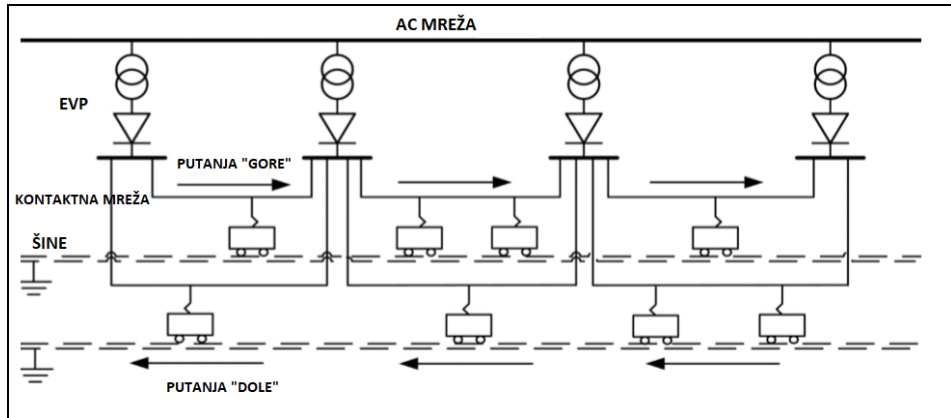 AC MREŽA
EVP
PUTANJA "GORE"
KONTAKTNA MREŽA
ŠINE
PUTANJA "DOLE"